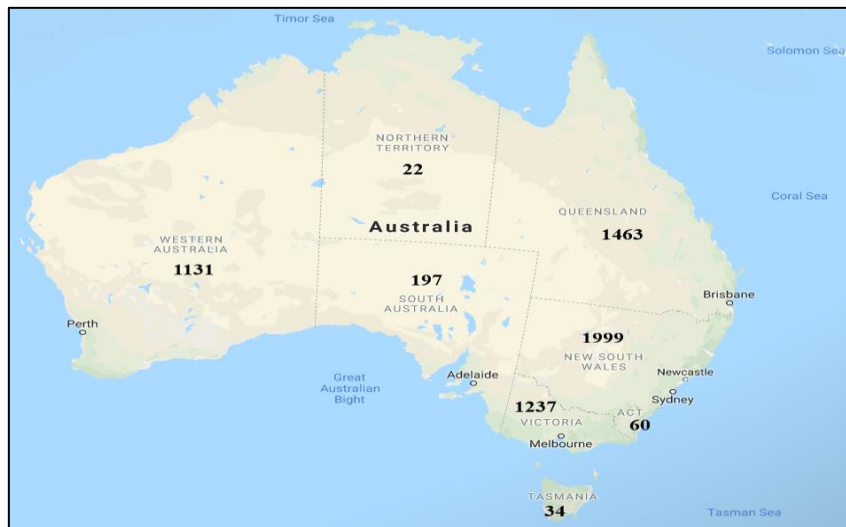 Timor Sea
Solomon Sea
NORTHERN
TERRITORY
22
Coral Sea
QUEENSLAND
1463
Australia
WESTERN
AUSTRALIA
1131
197
SOUTH
AUSTRALIA
Brisbane
Perth
1999
NEW SOUTH
WALES
Great
Australian
Bight
Adelaide
Newcastle
Sydney
1237
VICTORIA
ACT
60
Melbourne
TASMANIA
34
Tasman Sea